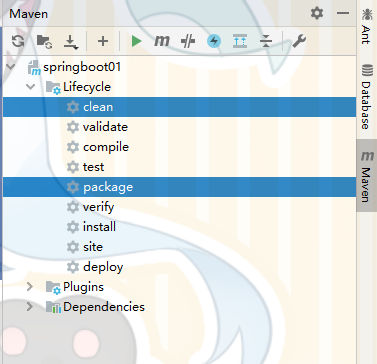 Maven
springboot01
Lifecycle
clean
validate
compile
test
package
verify
install
site
deploy
Plugins
Dependencies
Ant
Database
Maven